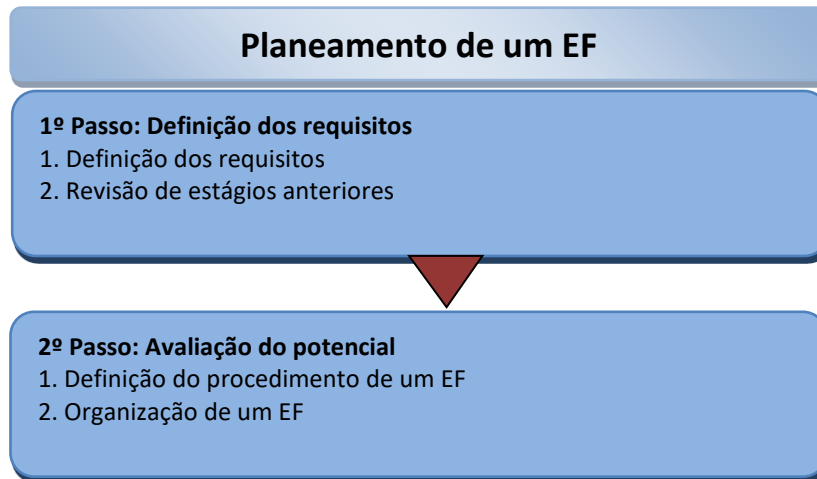 Planeamento de um EF
1º Passo: Definição dos requisitos
1. Definição dos requisitos
2. Revisão de estágios anteriores
2º Passo: Avaliação do potencial
1. Definição do procedimento de um EF
2. Organização de um EF